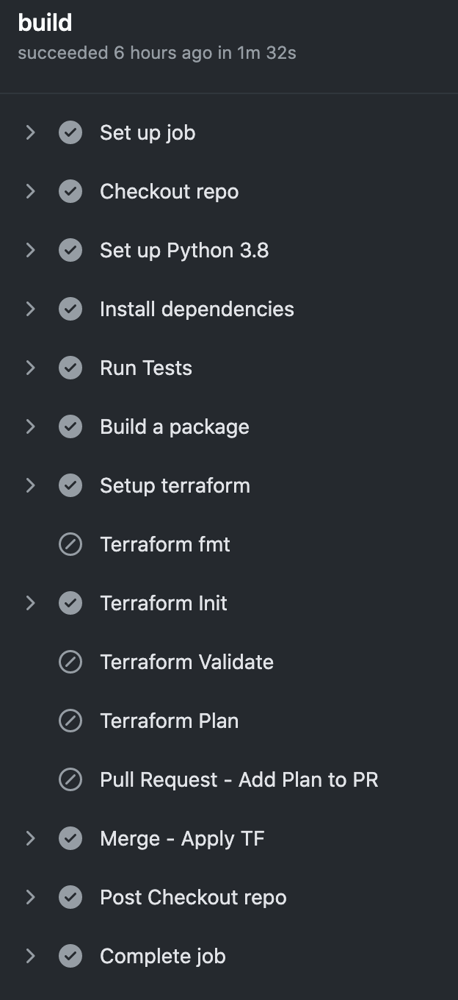 build
succeeded 6 hours ago in 1m 32s
Set up job
Checkout repo
Set up Python 3.8
Install dependencies
Run Tests
Build a package
Setup terraform
Terraform fmt
Terraform Init
Terraform Validate
Terraform Plan
Pull Request - Add Plan to PR
Merge - Apply TF
Post Checkout repo
Complete job